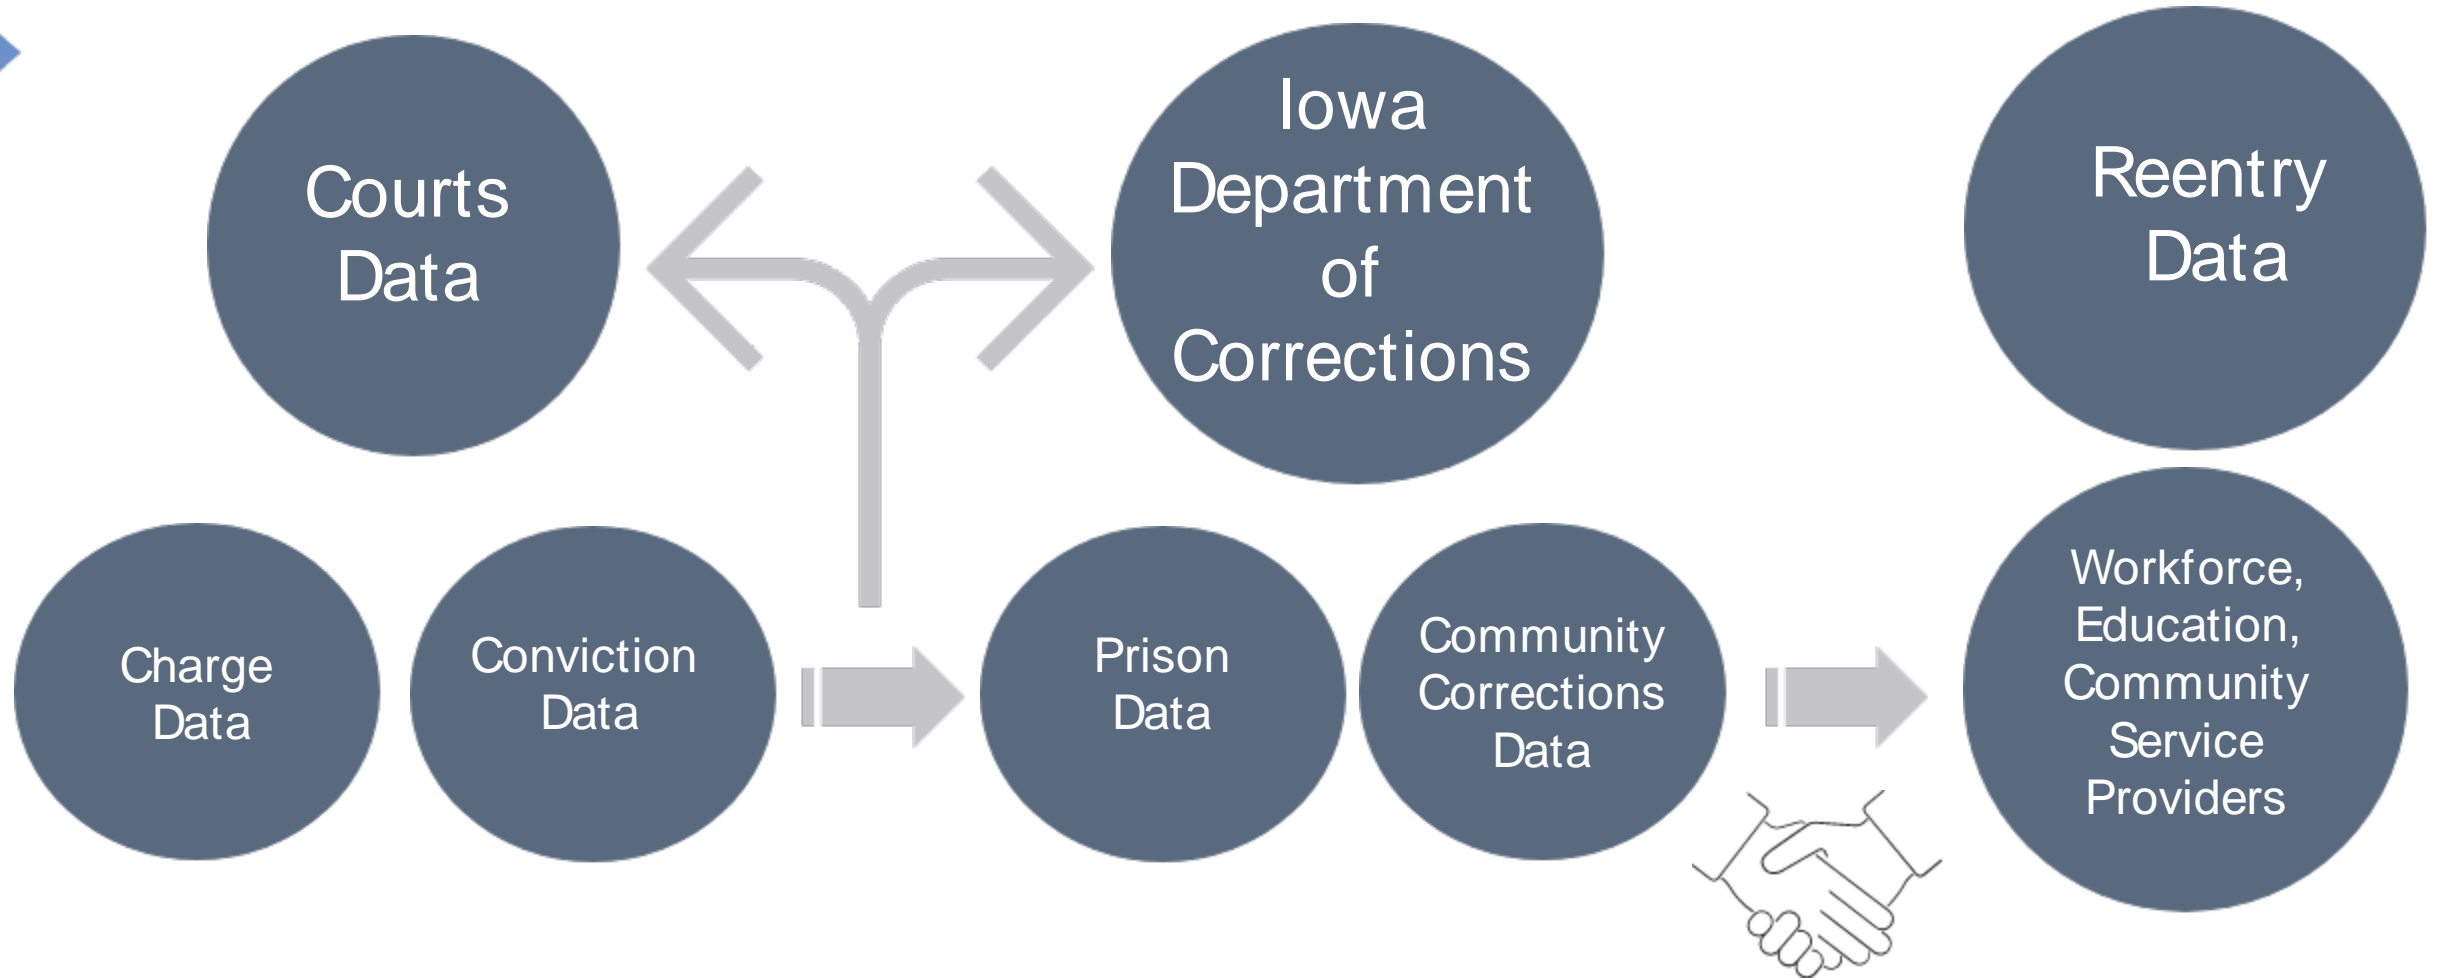 Courts
Data
Iowa
Department
of
Corrections
Reentry
Data
Charge
Data
Conviction
Data
Prison
Data
Community
Corrections
Data
Workforce,
Education,
Community
Service
Providers